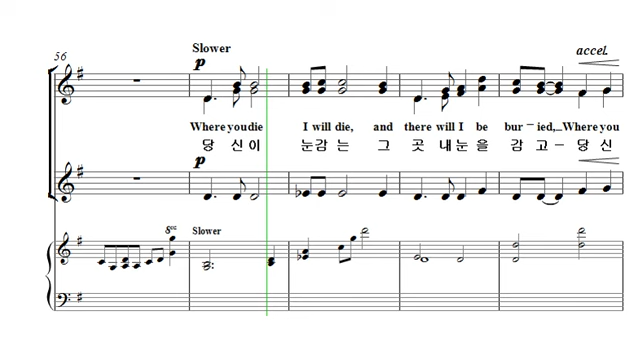 Slower
56
p
accel.
Where you die I will die, and there will I be bur - ied, Where you
당 신이 눈감 는 그 곳 내눈 을 감 고 - 당 신
p
8va
Slower